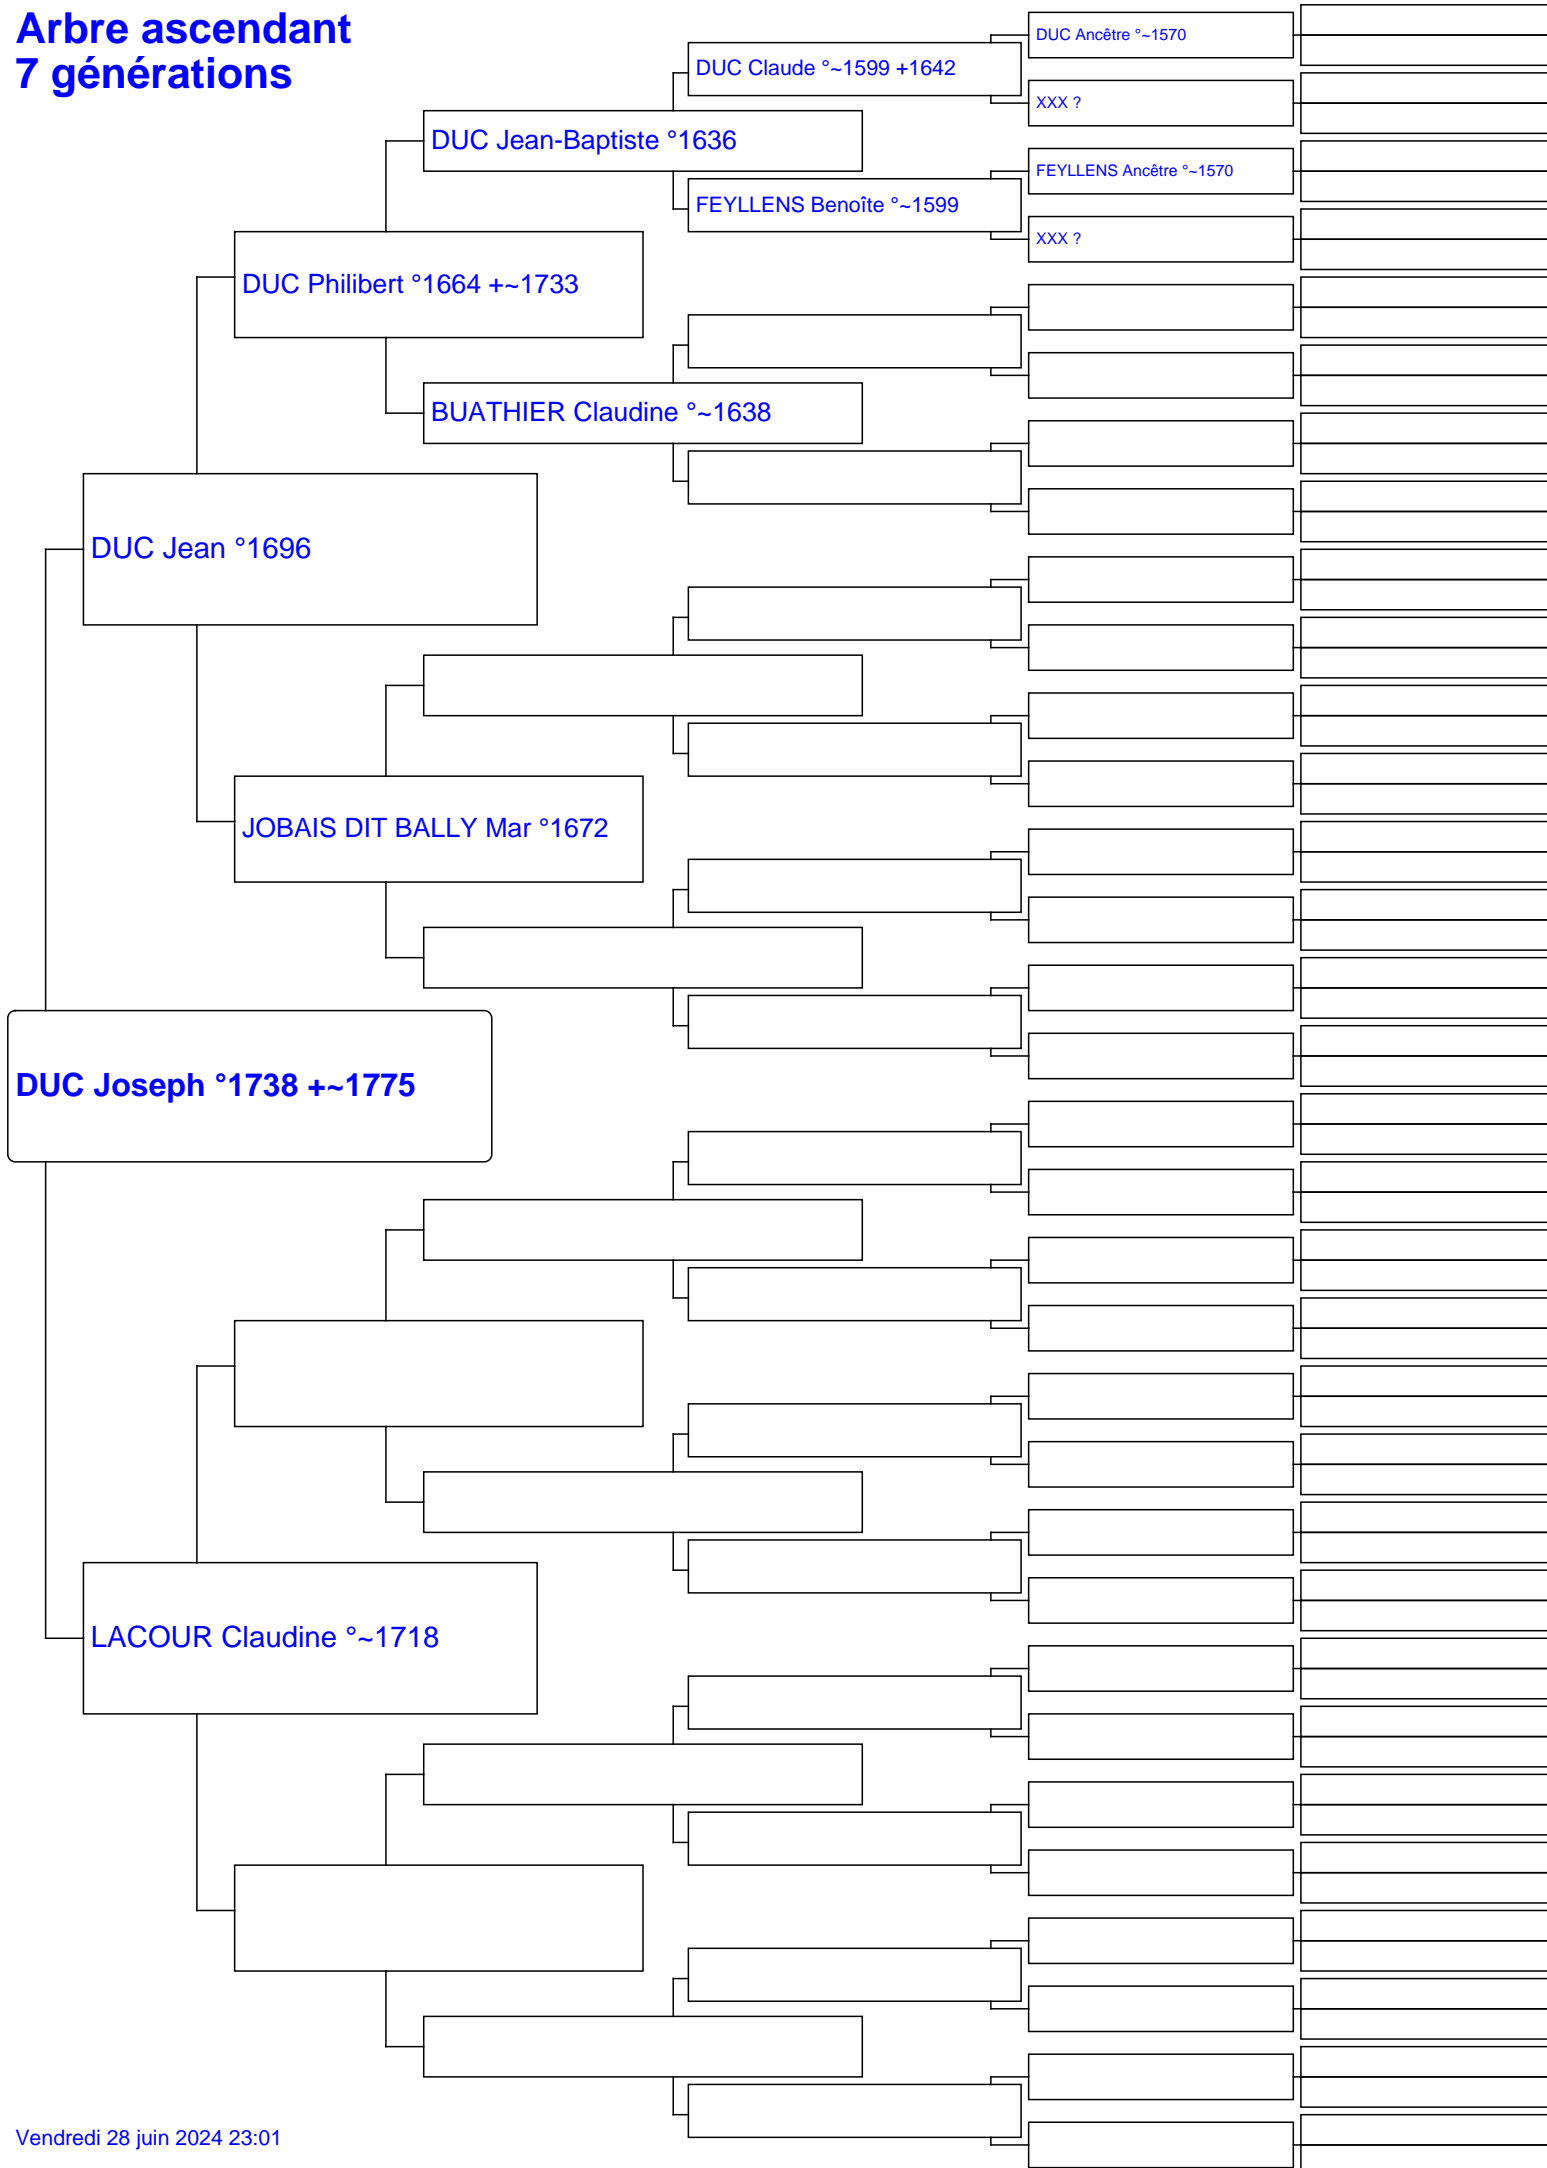 Arbre ascendant
7 générations
DUC Ancêtre °~1570
DUC Claude °~1599 +1642
XXX ?
DUC Jean-Baptiste °1636
FEYLLENS Ancêtre °~1570
FEYLLENS Benoîte °~1599
XXX ?
DUC Philibert °1664 +~1733
BUATHIER Claudine °~1638
DUC Jean °1696
JOBAIS DIT BALLY Mar °1672
DUC Joseph °1738 +~1775
LACOUR Claudine °~1718
Vendredi 28 juin 2024 23:01